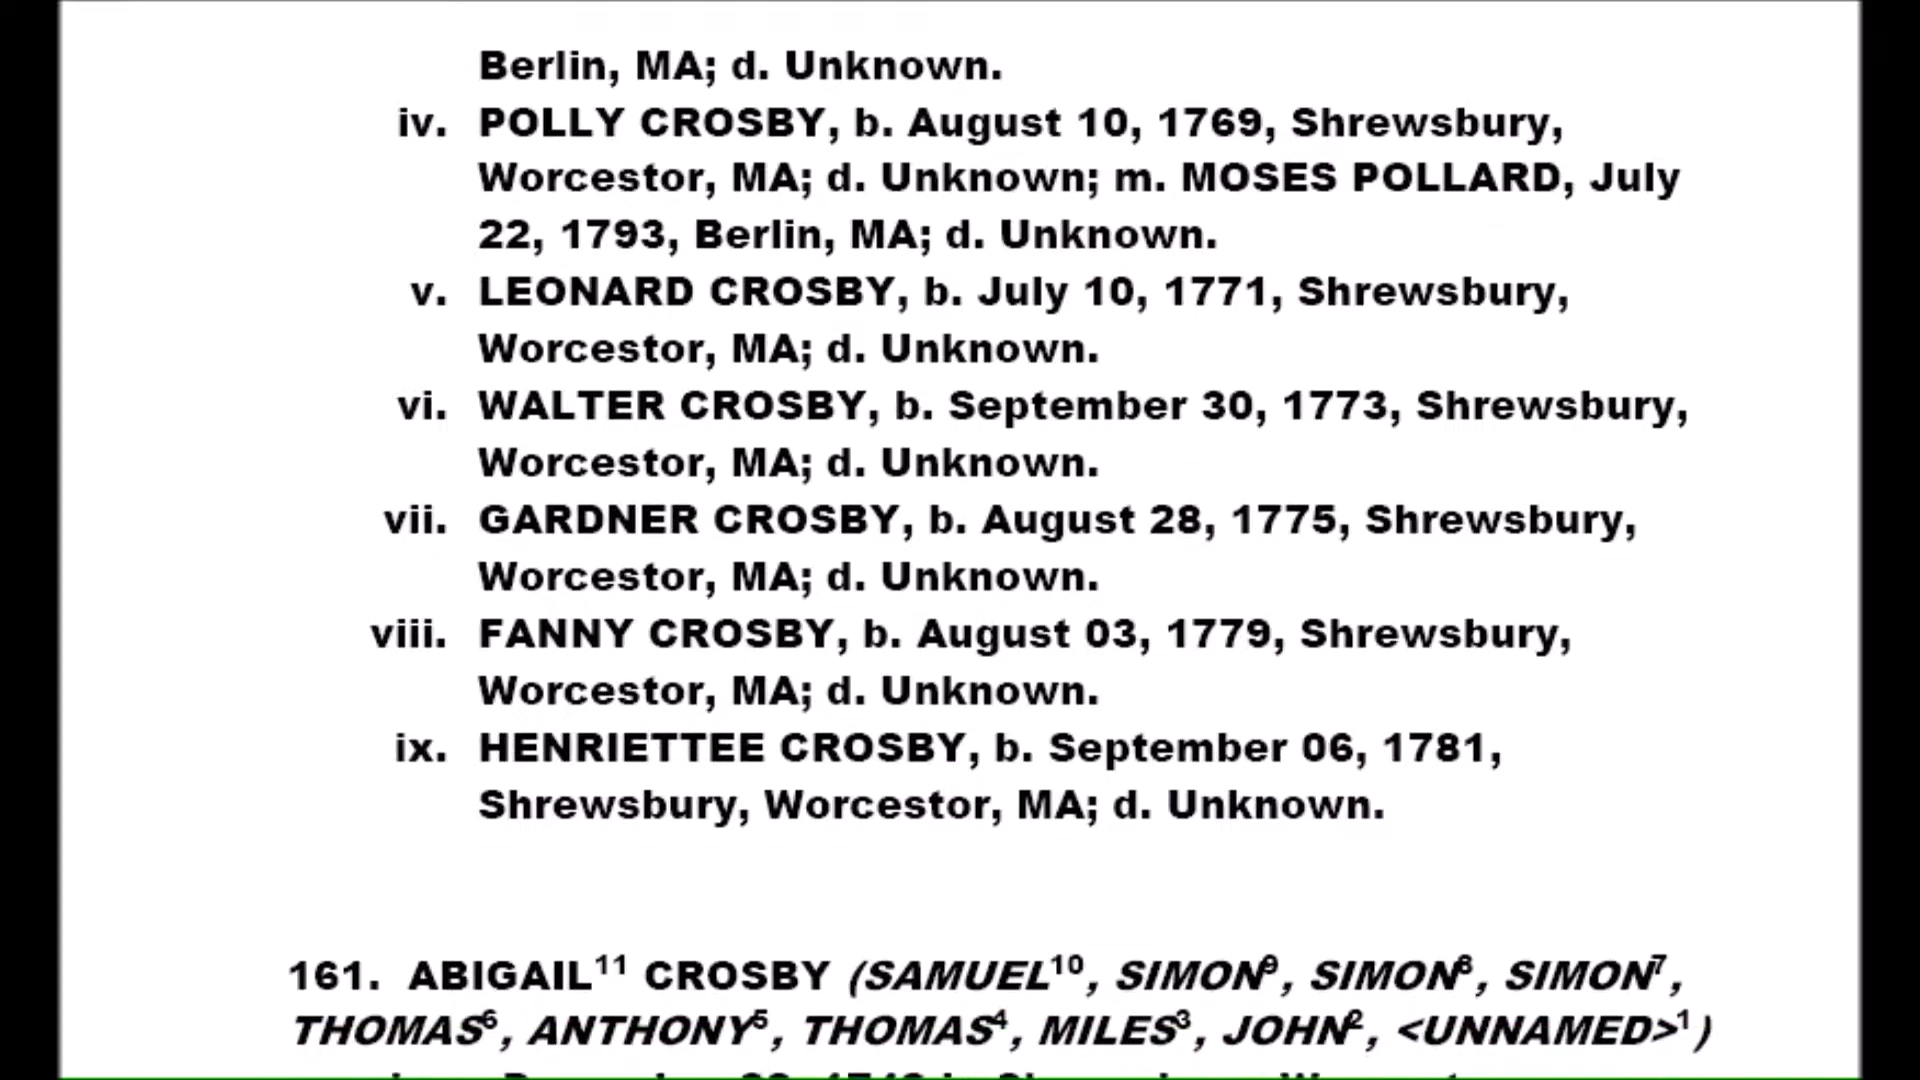 Berlin, MA; d. Unknown.
iv. POLLY CROSBY, b. August 10, 1769, Shrewsbury,
Worcestor, MA; d. Unknown; m. MOSES POLLARD, July
22, 1793, Berlin, MA; d. Unknown.
v. LEONARD CROSBY, b. July 10, 1771, Shrewsbury,
Worcestor, MA; d. Unknown.
vi. WALTER CROSBY, b. September 30, 1773, Shrewsbury,
Worcestor, MA; d. Unknown.
vii. GARDNER CROSBY, b. August 28, 1775, Shrewsbury,
Worcestor, MA; d. Unknown.
viii. FANNY CROSBY, b. August 03, 1779, Shrewsbury,
Worcestor, MA; d. Unknown.
ix. HENRIETTEE CROSBY, b. September 06, 1781,
Shrewsbury, Worcestor, MA; d. Unknown.
161. ABIGAIL¹¹ CROSBY (SAMUEL¹⁰, SIMON⁹, SIMON⁸, SIMON⁷,
THOMAS⁶, ANTHONY⁵, THOMAS⁴, MILES³, JOHN², <UNNAMED>¹)